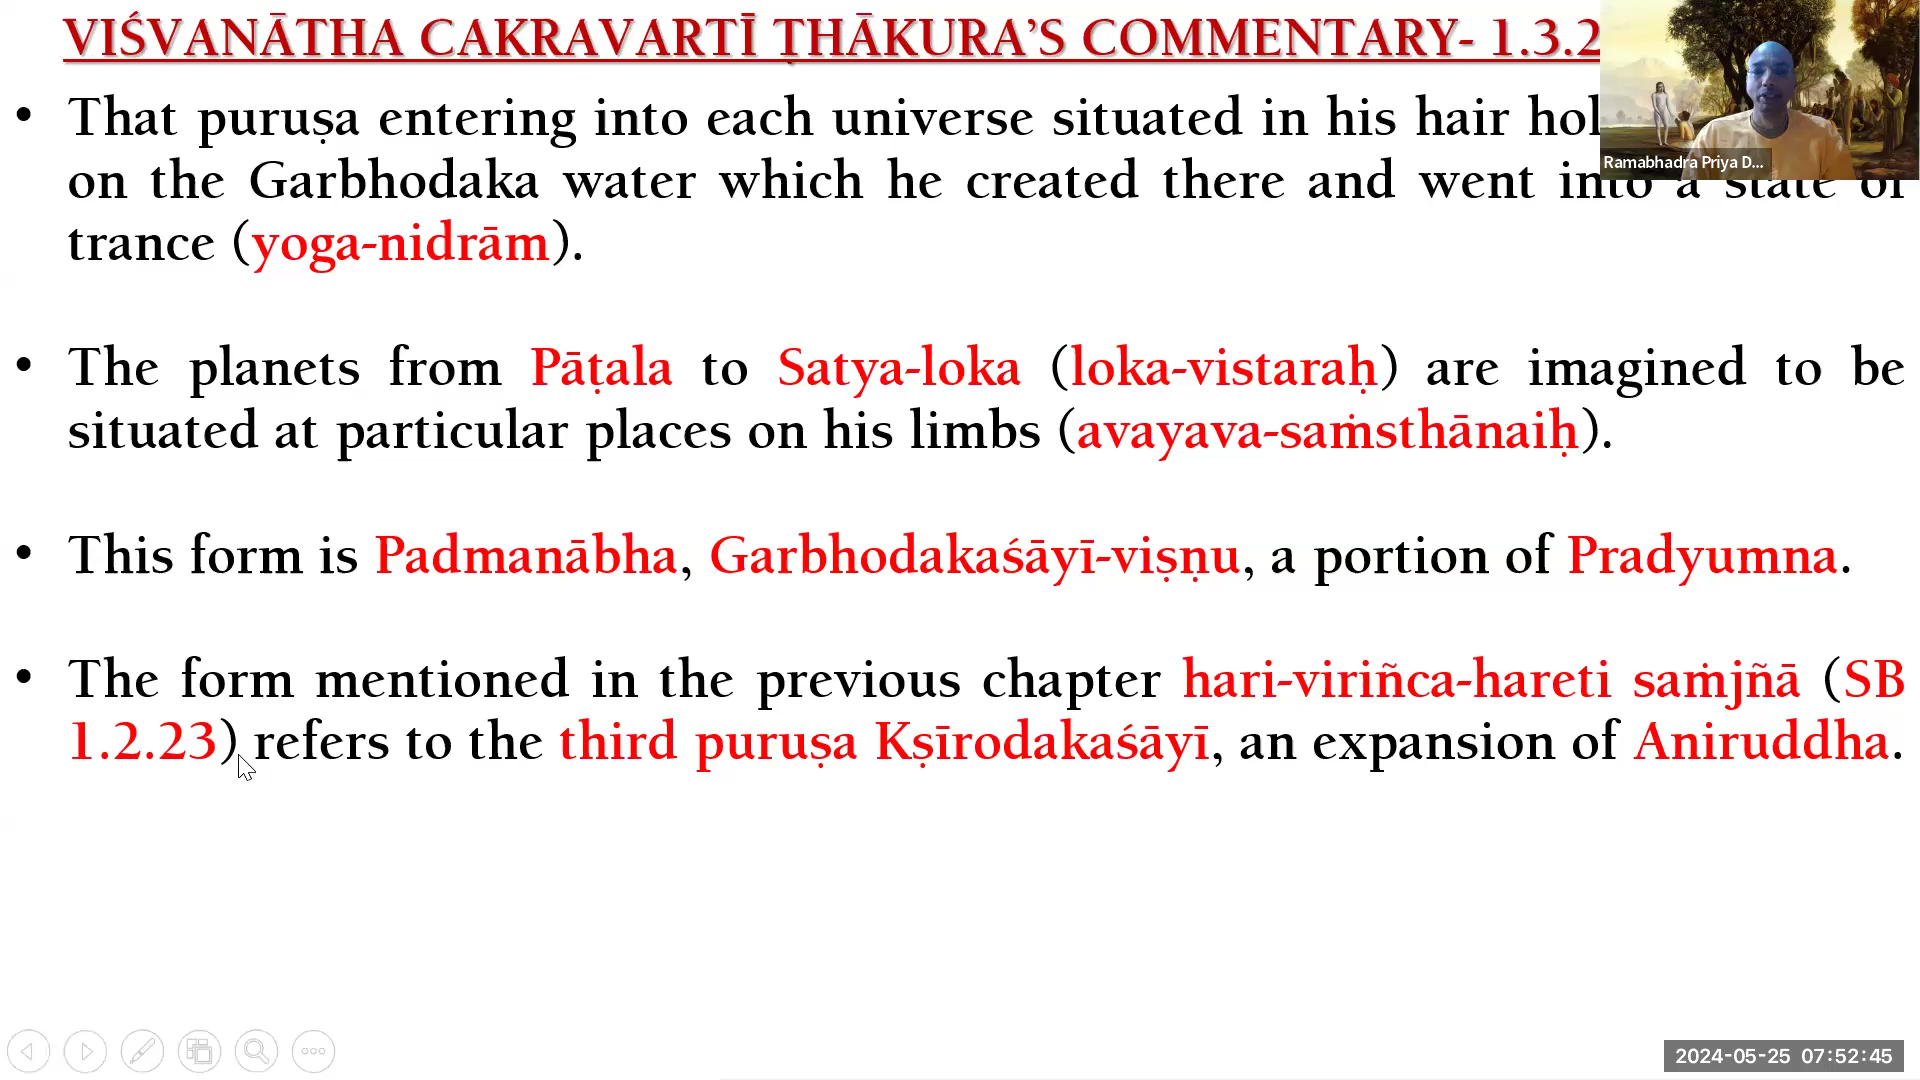 VIŚVANĀTHA CAKRAVARTĪ ṬHĀKURA’S COMMENTARY- 1.3.2
• That puruṣa entering into each universe situated in his hair
on the Garbhodaka water which he created there and went into a state of
trance (yoga-nidrām).
• The planets from Pāṭala to Satya-loka (loka-vistaraḥ) are imagined to be
situated at particular places on his limbs (avayava-saṁsthānaiḥ).
• This form is Padmanābha, Garbhodakaśāyī-viṣṇu, a portion of Pradyumna.
• The form mentioned in the previous chapter hari-viriñca-hareti saṁjñā (SB
1.2.23) refers to the third puruṣa Kṣīrodakaśāyī, an expansion of Aniruddha.
Ramabhadra Priya D...
2024-05-25 07:52:45